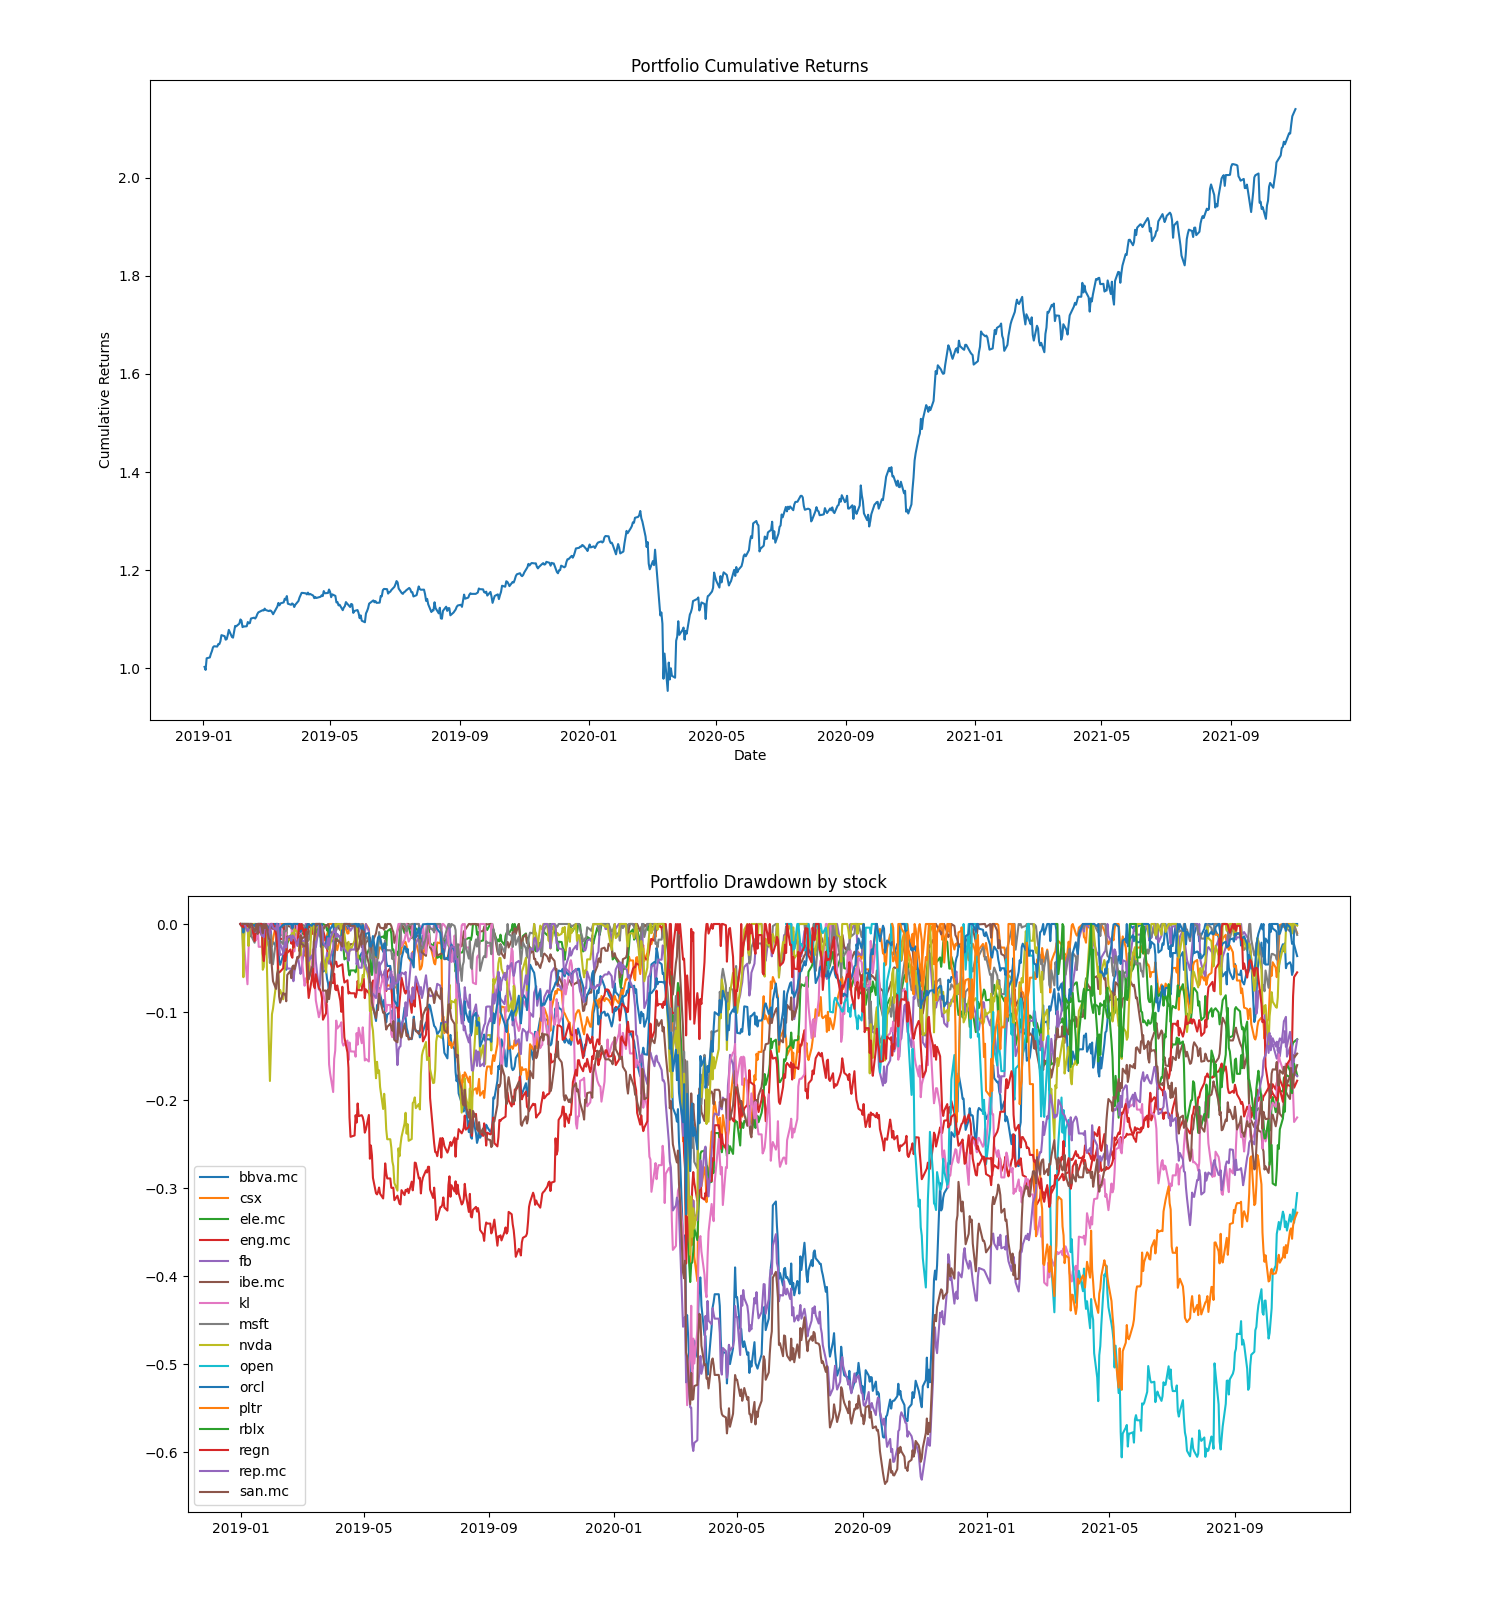 Portfolio Cumulative Returns
Cumulative Returns
2.0
1.8
1.6
1.4
1.2
1.0
2019-01 2019-05 2019-09 2020-01 2020-05 2020-09 2021-01 2021-05 2021-09
Date
Portfolio Drawdown by stock
0.0
−0.1
−0.2
−0.3
−0.4
−0.5
−0.6
bbva.mc
csx
ele.mc
eng.mc
fb
ibe.mc
kl
msft
nvda
open
orcl
pltr
rblx
regn
rep.mc
san.mc
2019-01 2019-05 2019-09 2020-01 2020-05 2020-09 2021-01 2021-05 2021-09